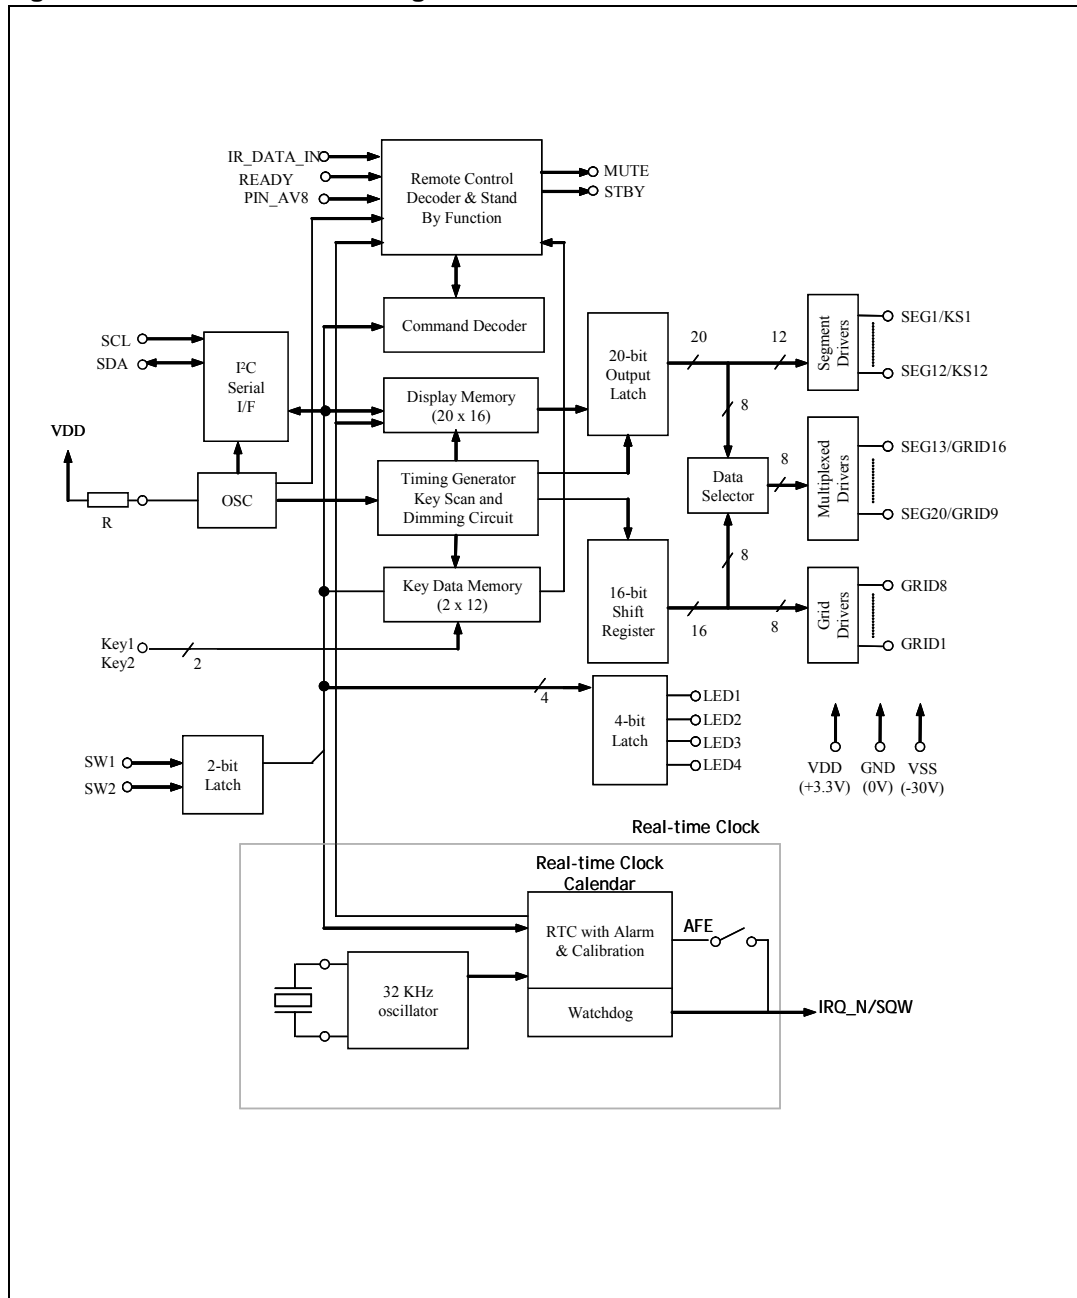 IR_DATA_IN
READY
PIN_AV8
Remote Control
Decoder & Stand
By Function
MUTE
STBY
Command Decoder
SCL
SDA
I²C
Serial
I/F
Display Memory
(20 x 16)
20-bit
Output
Latch
20
12
8
Segment
Drivers
SEG1/KS1
SEG12/KS12
VDD
R
OSC
Timing Generator
Key Scan and
Dimming Circuit
Data
Selector
8
Multiplexed
Drivers
SEG13/GRID16
SEG20/GRID9
Key Data Memory
(2 x 12)
16-bit
Shift
Register
8
16
8
Grid
Drivers
GRID8
GRID1
Key1
Key2
2
4
4-bit
Latch
LED1
LED2
LED3
LED4
SW1
SW2
2-bit
Latch
VDD
(+3.3V)
GND
(0V)
VSS
(-30V)
Real-time Clock
Real-time Clock
Calendar
RTC with Alarm
& Calibration
AFE
32 KHz
oscillator
Watchdog
IRQ_N/SQW